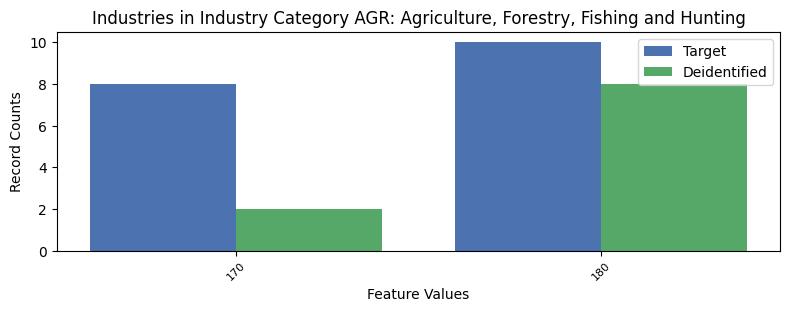 Industries in Industry Category AGR: Agriculture, Forestry, Fishing and Hunting
Target
Deidentified
Record Counts
10
8
6
4
2
0
170
180
Feature Values